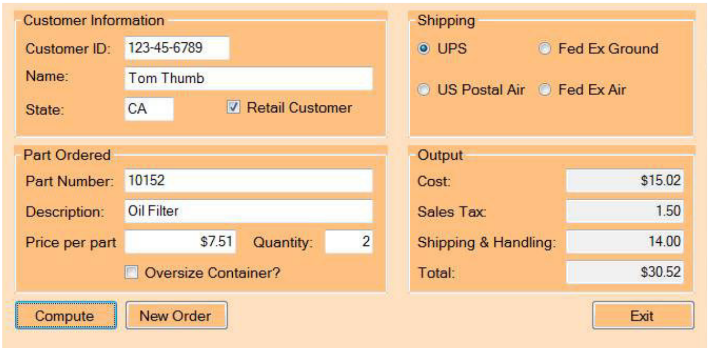 Customer Information
Customer ID: 123-45-6789
Name: Tom Thumb
State: CA Retail Customer
Shipping
UPS Fed Ex Ground
US Postal Air Fed Ex Air
Part Ordered
Part Number: 10152
Description: Oil Filter
Price per part $7.51 Quantity: 2
Oversize Container?
Output
Cost: $15.02
Sales Tax: 1.50
Shipping & Handling: 14.00
Total: $30.52
Compute New Order Exit